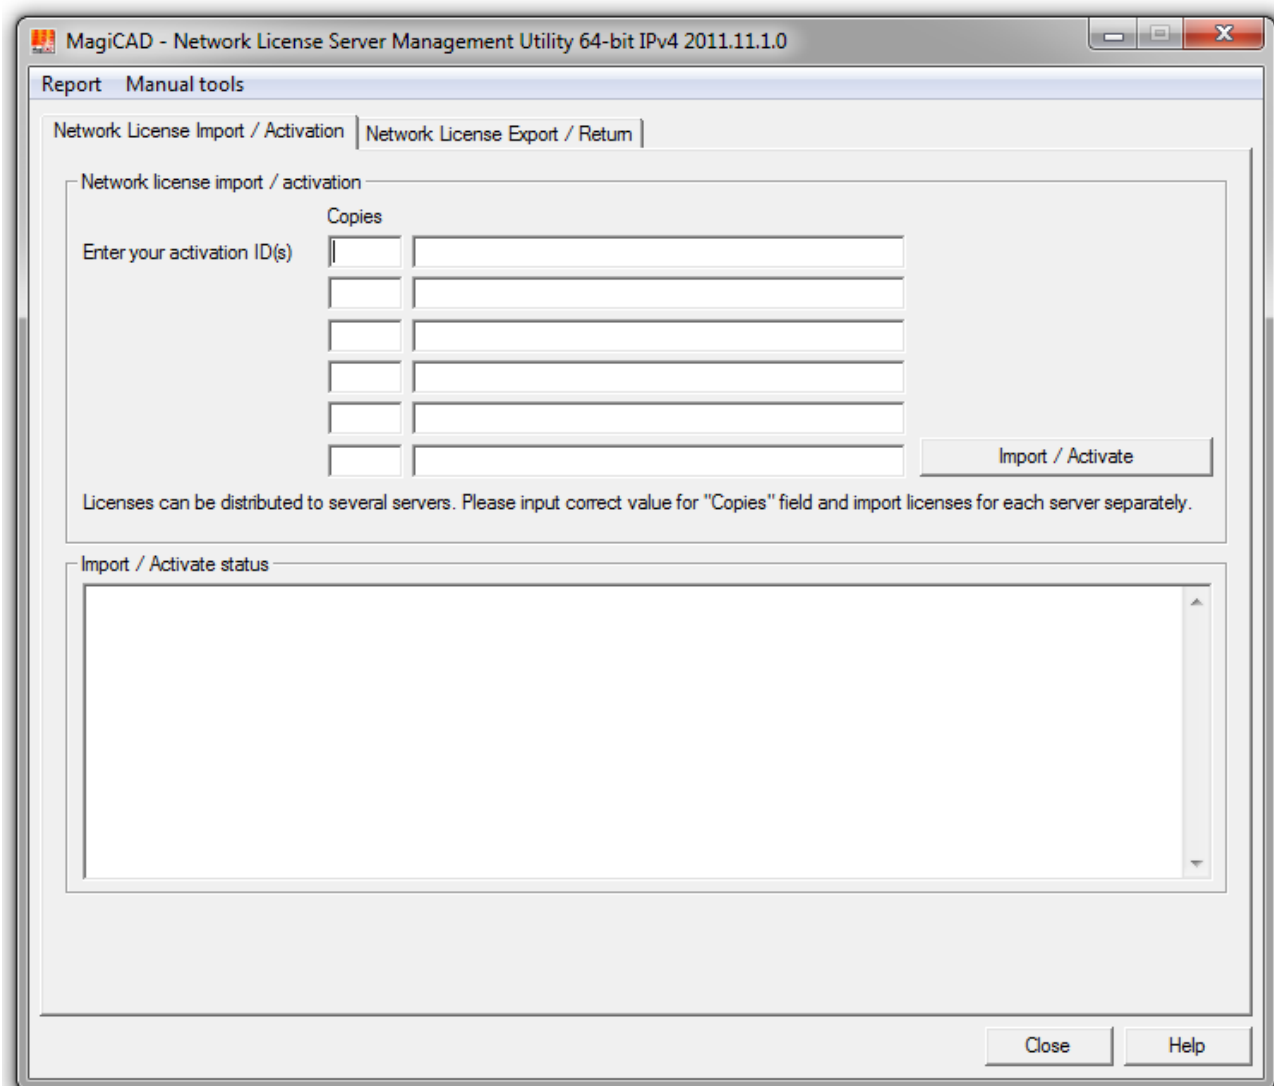 MagiCAD - Network License Server Management Utility 64-bit IPv4 2011.11.1.0
Report Manual tools
Network License Import / Activation Network License Export / Return
Network license import / activation
Copies
Enter your activation ID(s)
Import / Activate
Licenses can be distributed to several servers. Please input correct value for "Copies" field and import licenses for each server separately.
Import / Activate status
Close Help